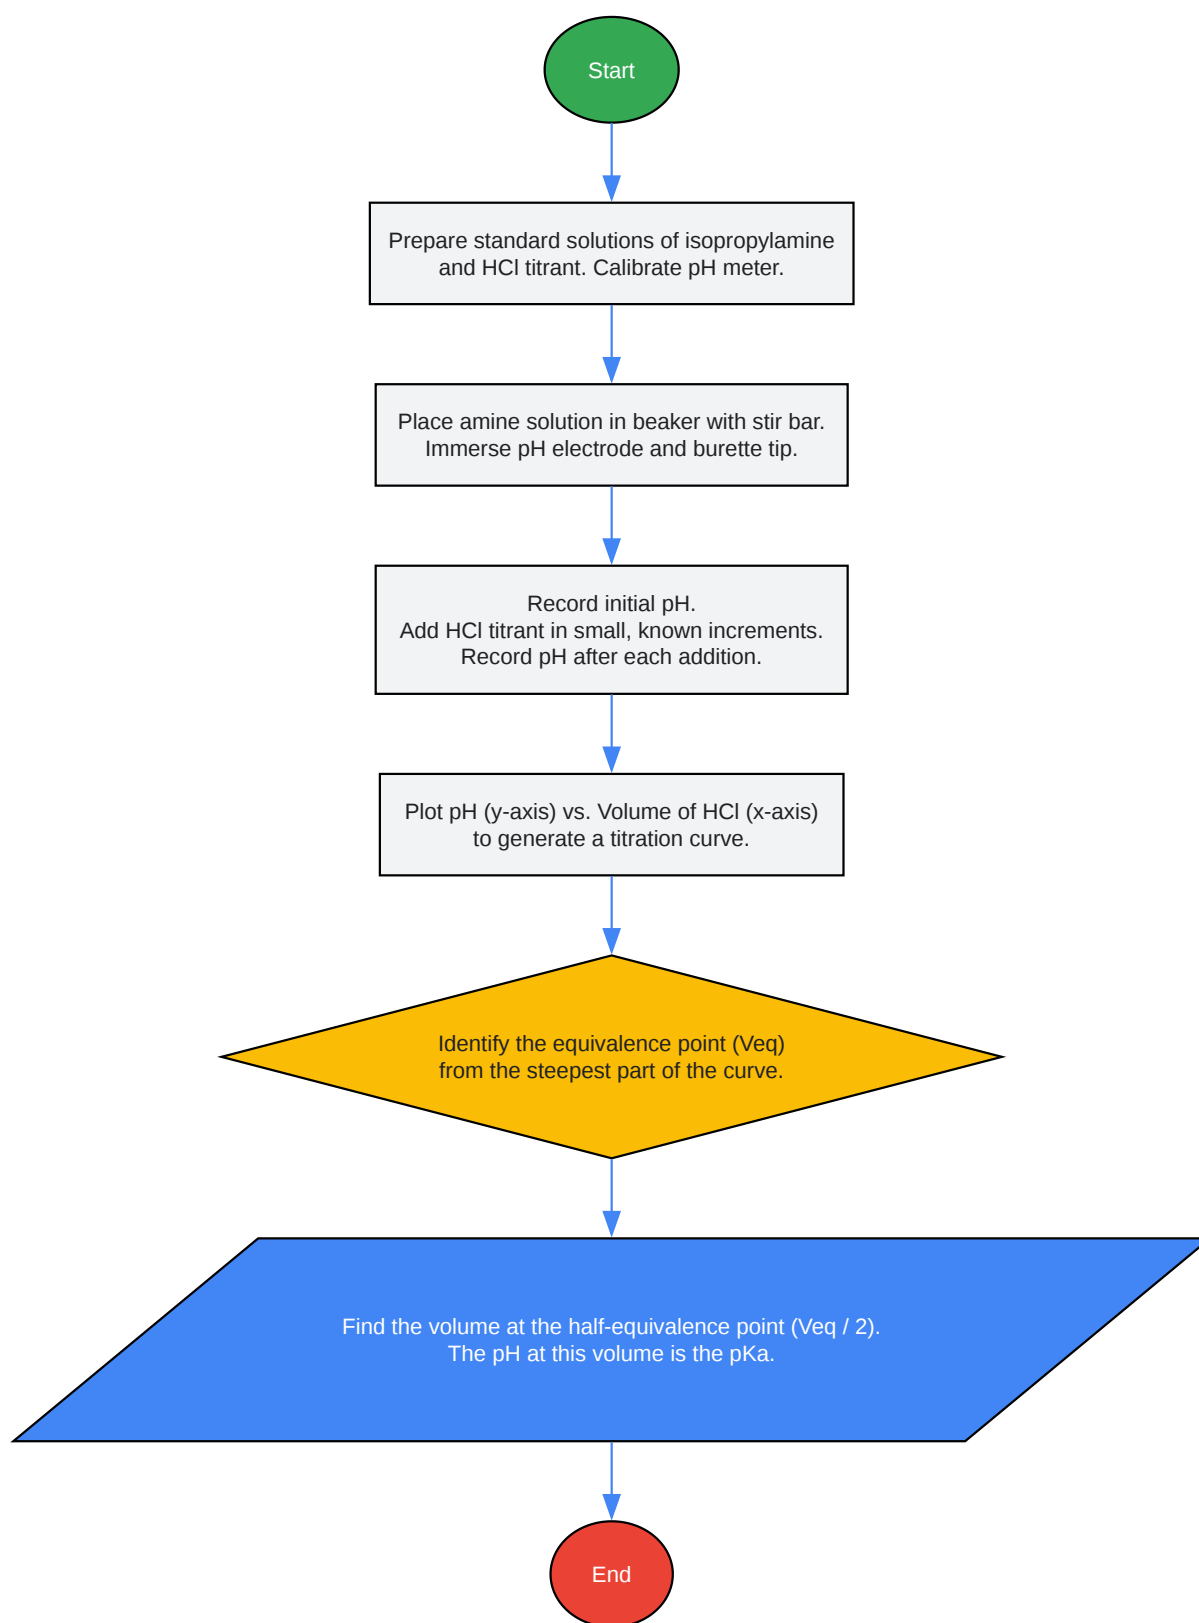 Start
Prepare standard solutions of isopropylamine
and HCl titrant. Calibrate pH meter.
Place amine solution in beaker with stir bar.
Immerse pH electrode and burette tip.
Record initial pH.
Add HCl titrant in small, known increments.
Record pH after each addition.
Plot pH (y-axis) vs. Volume of HCl (x-axis)
to generate a titration curve.
Identify the equivalence point (Veq)
from the steepest part of the curve.
Find the volume at the half-equivalence point (Veq / 2).
The pH at this volume is the pKa.
End